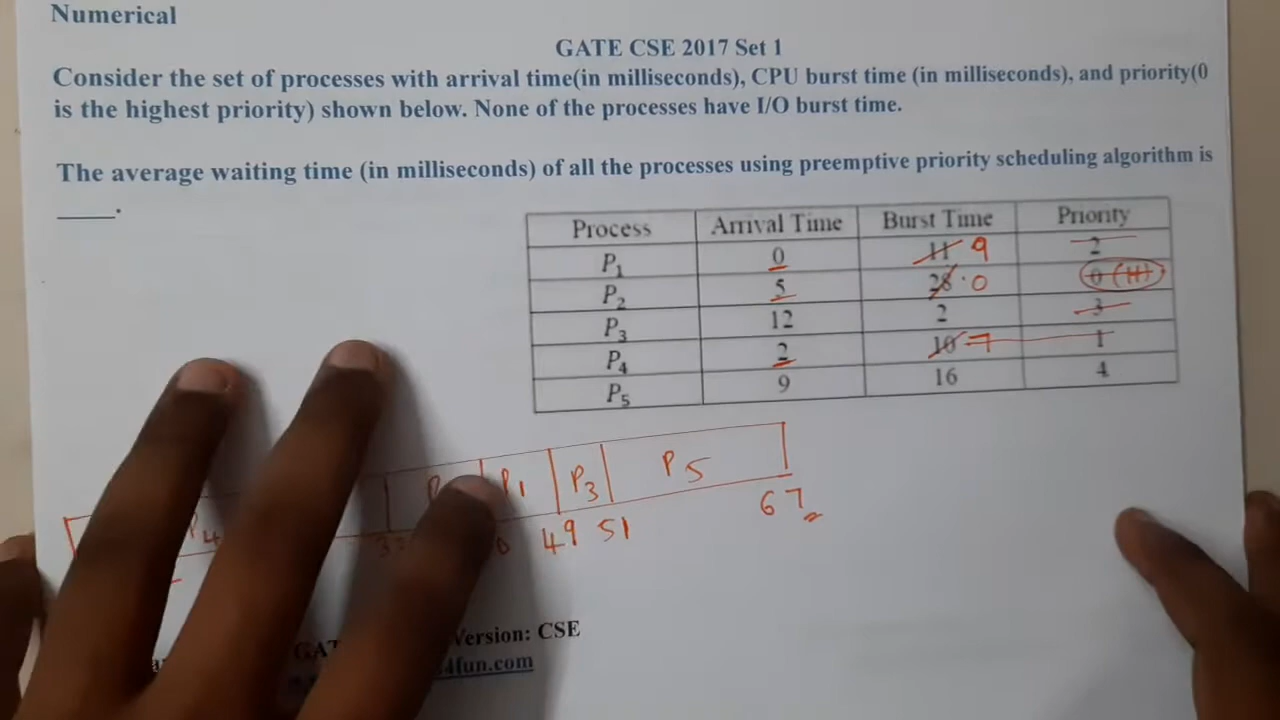 Numerical
GATE CSE 2017 Set 1
Consider the set of processes with arrival time(in milliseconds), CPU burst time (in milliseconds), and priority(0
is the highest priority) shown below. None of the processes have I/O burst time.
The average waiting time (in milliseconds) of all the processes using preemptive priority scheduling algorithm is
____.
Process Arrival Time Burst Time Priority
P1 0 11 9 2
P2 5 28 0 0 (H)
P3 12 2 3
P4 2 10 7 1
P5 9 16 4
P4 P1 P3 P5
49 51 67
Version: CSE
4fun.com